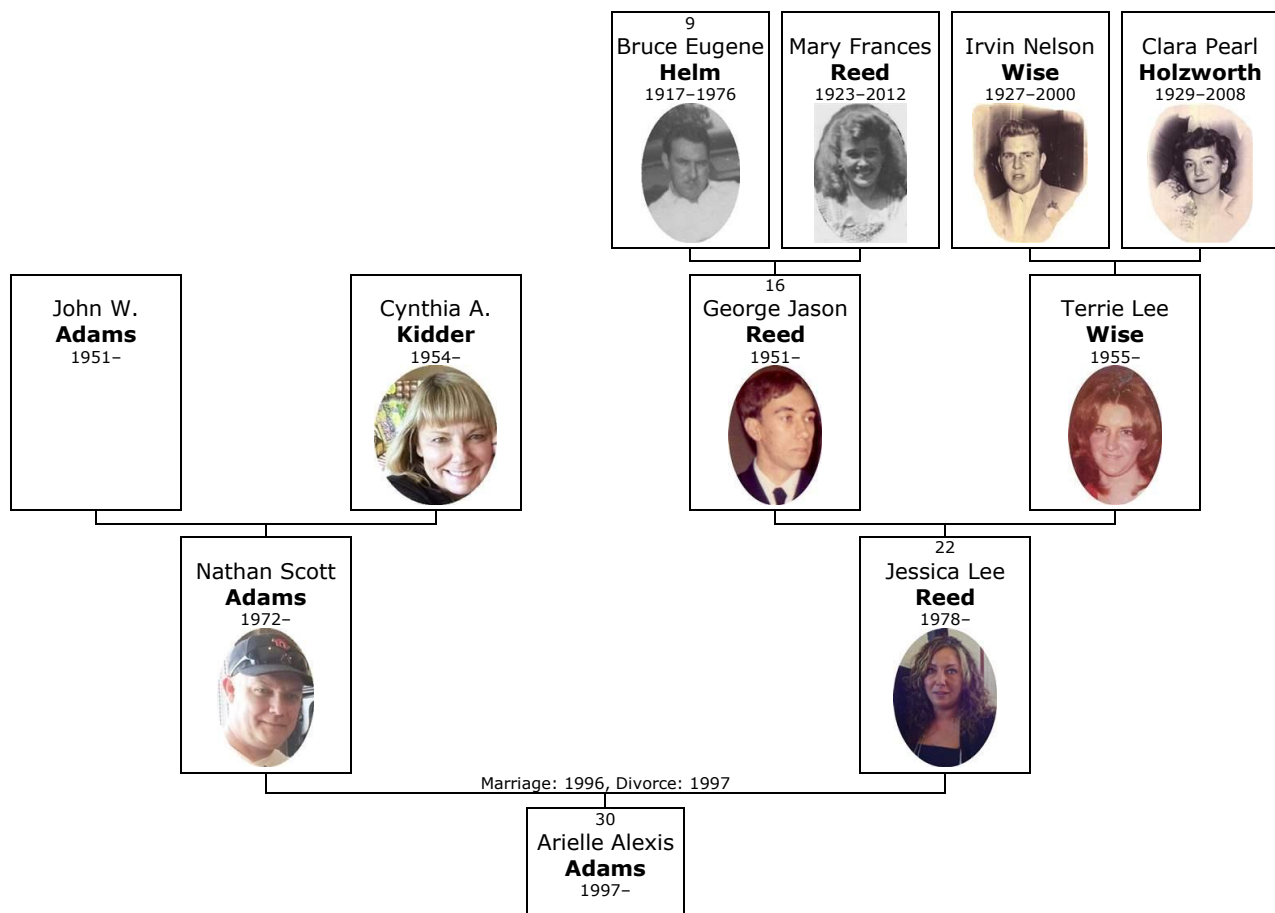 9
Bruce Eugene
Helm
1917–1976
Mary Frances
Reed
1923–2012
Irvin Nelson
Wise
1927–2000
Clara Pearl
Holzworth
1929–2008
John W.
Adams
1951–
Cynthia A.
Kidder
1954–
16
George Jason
Reed
1951–
Terrie Lee
Wise
1955–
Nathan Scott
Adams
1972–
22
Jessica Lee
Reed
1978–
Marriage: 1996, Divorce: 1997
30
Arielle Alexis
Adams
1997–